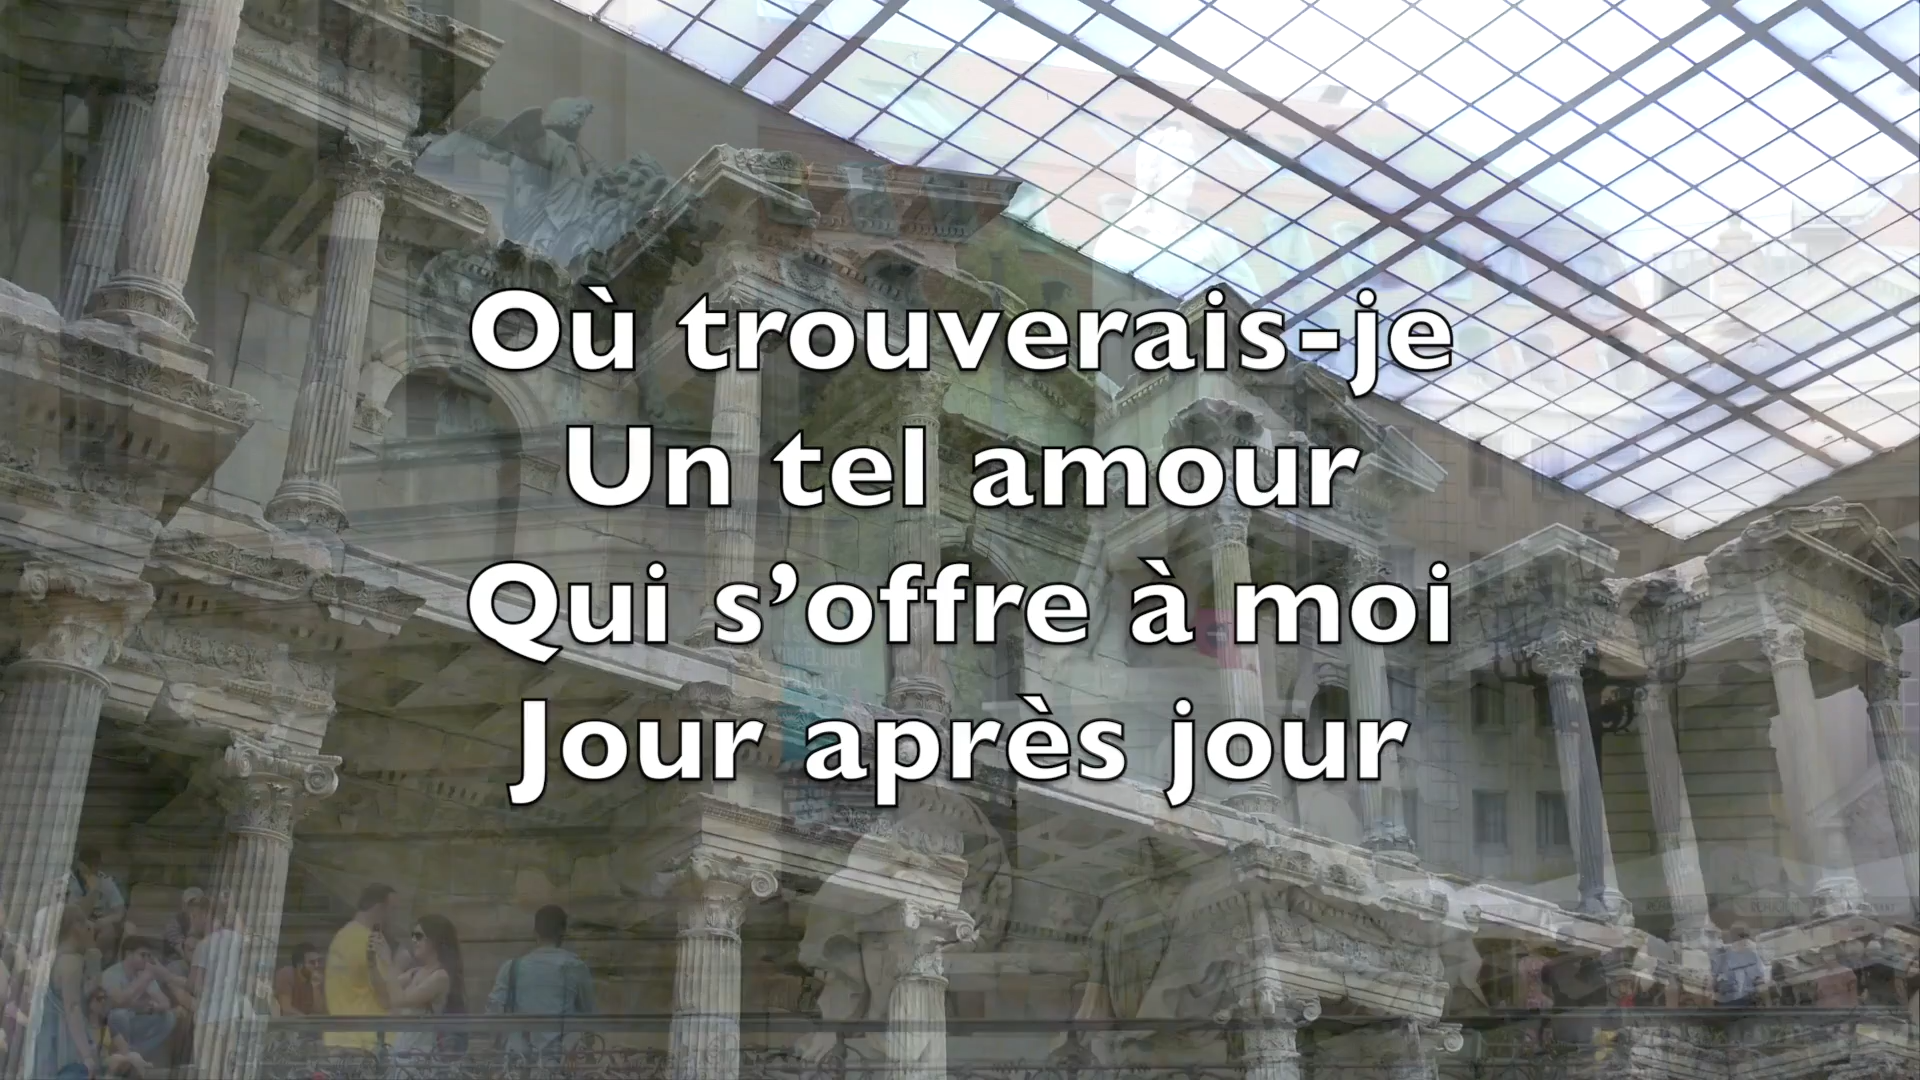 Où trouverais-je
Un tel amour
Qui s’offre à moi
Jour après jour